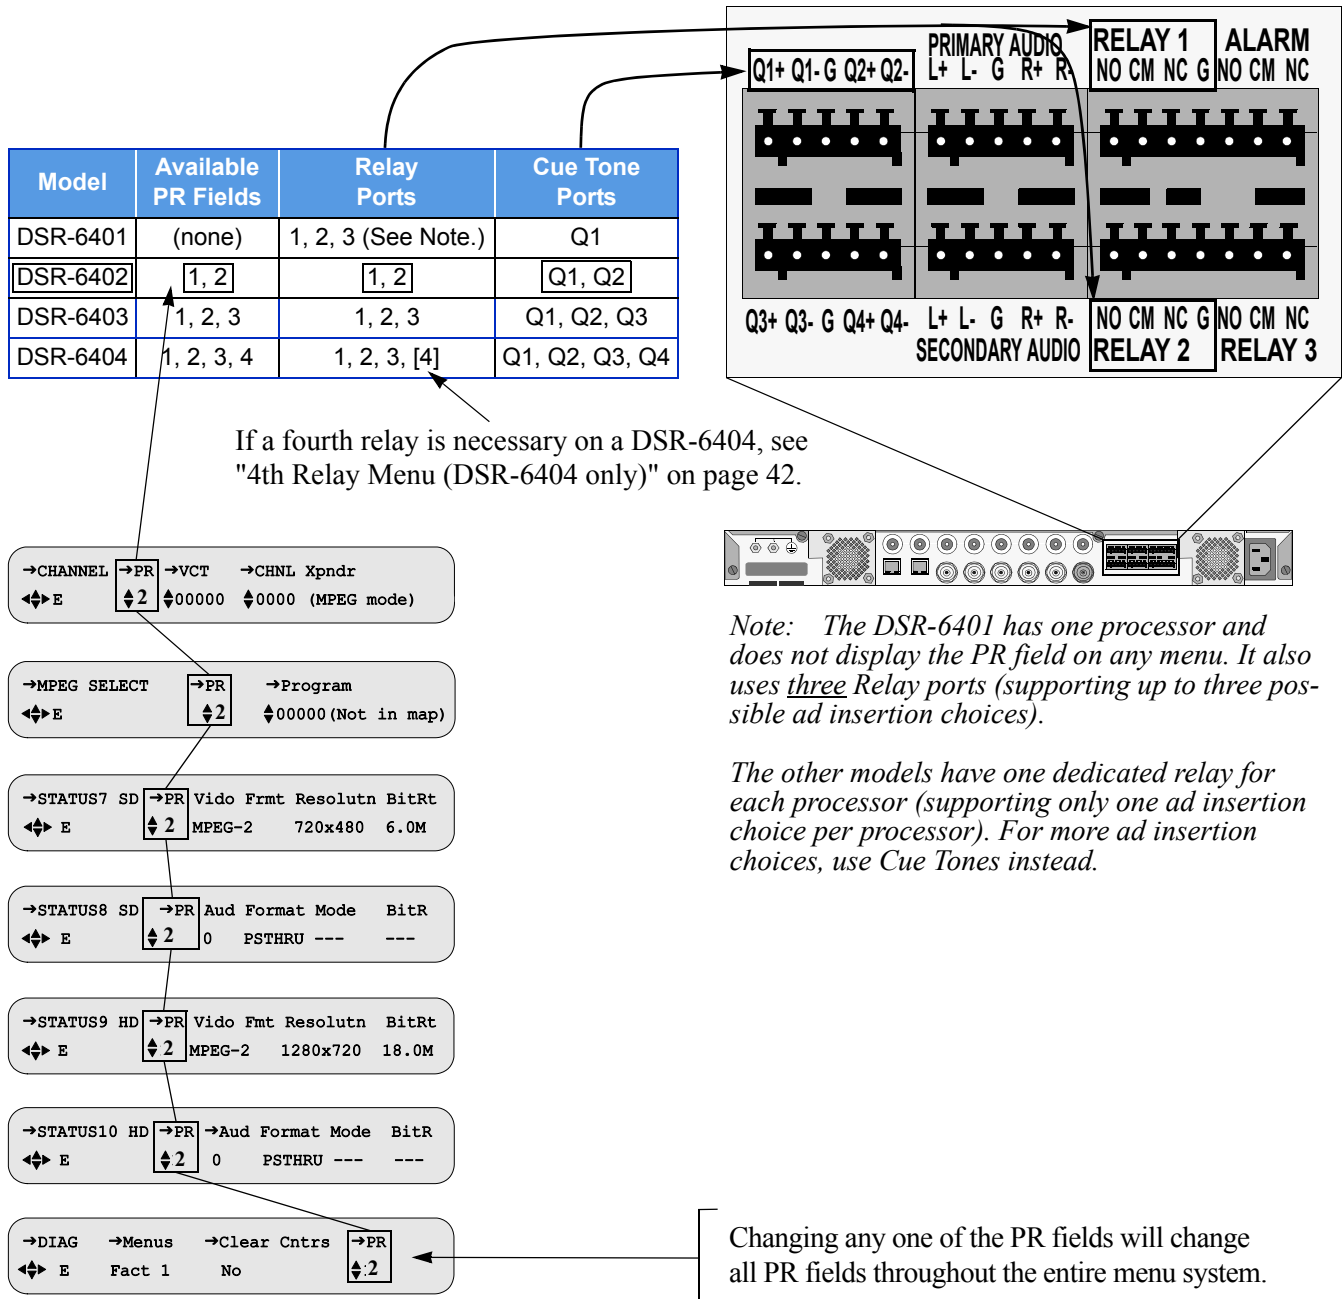 PRIMARY AUDIO RELAY 1 ALARM
Q1+ Q1- G Q2+ Q2- L+ L- G R+ R- NO CM NC G NO CM NC
Q3+ Q3- G Q4+ Q4- L+ L- G R+ R- NO CM NC G NO CM NC
SECONDARY AUDIO RELAY 2 RELAY 3
Model Available PR Fields Relay Ports Cue Tone Ports
DSR-6401 (none) 1, 2, 3 (See Note.) Q1
DSR-6402 1, 2 1, 2 Q1, Q2
DSR-6403 1, 2, 3 1, 2, 3 Q1, Q2, Q3
DSR-6404 1, 2, 3, 4 1, 2, 3, [4] Q1, Q2, Q3, Q4
If a fourth relay is necessary on a DSR-6404, see
"4th Relay Menu (DSR-6404 only)" on page 42.
→CHANNEL →PR →VCT →CHNL Xpndr
E 2 00000 0000 (MPEG mode)
→MPEG SELECT →PR →Program
E 2 00000(Not in map)
→STATUS7 SD →PR Vido Frmt Resolutn BitRt
E 2 MPEG-2 720x480 6.0M
→STATUS8 SD →PR Aud Format Mode BitR
E 2 0 PSTHRU --- ---
→STATUS9 HD →PR Vido Fmt Resolutn BitRt
E 2 MPEG-2 1280x720 18.0M
→STATUS10 HD →PR →Aud Format Mode BitR
E 2 0 PSTHRU --- ---
→DIAG →Menus →Clear Cntrs →PR
E Fact 1 No :2
Note: The DSR-6401 has one processor and
does not display the PR field on any menu. It also
uses three Relay ports (supporting up to three pos-
sible ad insertion choices).
The other models have one dedicated relay for
each processor (supporting only one ad insertion
choice per processor). For more ad insertion
choices, use Cue Tones instead.
Changing any one of the PR fields will change
all PR fields throughout the entire menu system.